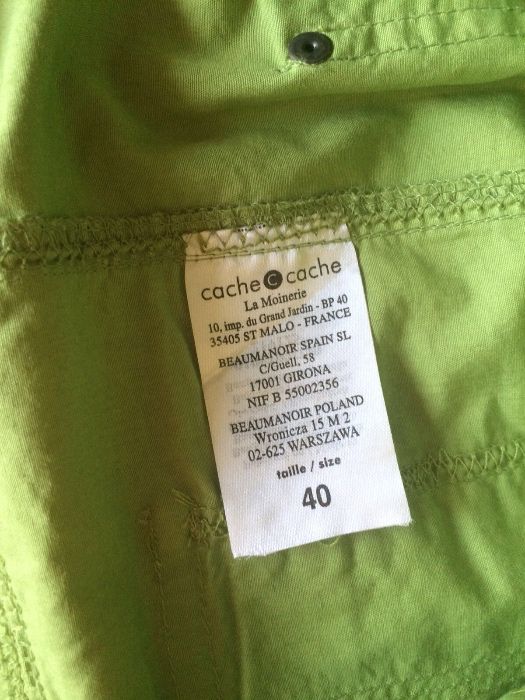 cache C cache
La Moinerie
10, imp. du Grand Jardin - BP 40
35405 ST MALO - FRANCE
BEAUMANOIR SPAIN SL
C/Guell, 58
17001 GIRONA
NIF B 55002356
BEAUMANOIR POLAND
Wronicza 15 M 2
02-625 WARSZAWA
taille / size
40